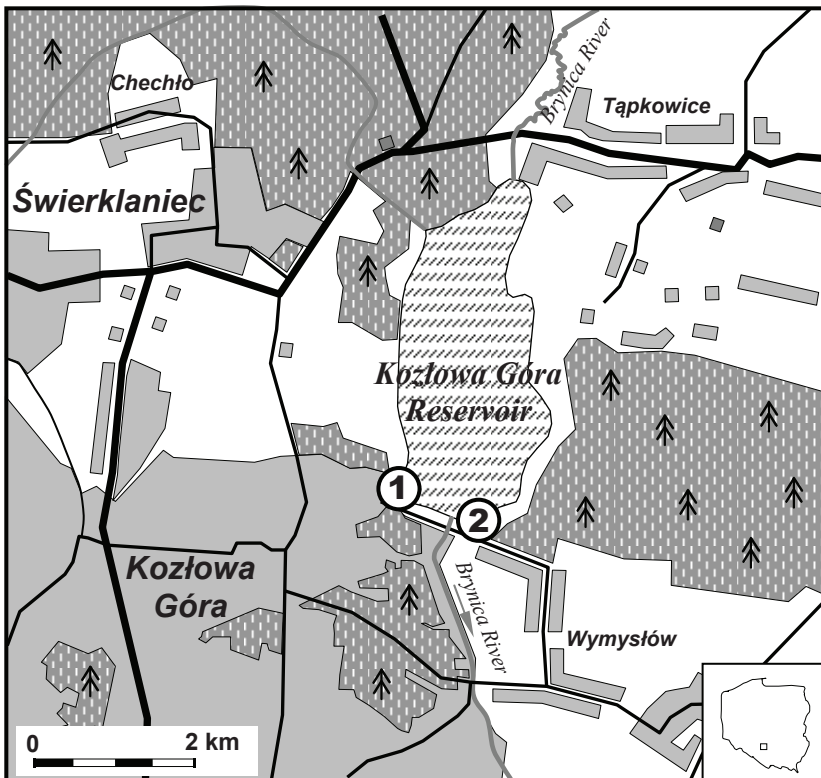 Chechło
Brynica River
Tąpkowice
Świerklaniec
Kozłowa Góra
Reservoir
1
2
Kozłowa
Góra
Brynica River
Wymysłów
0 2 km